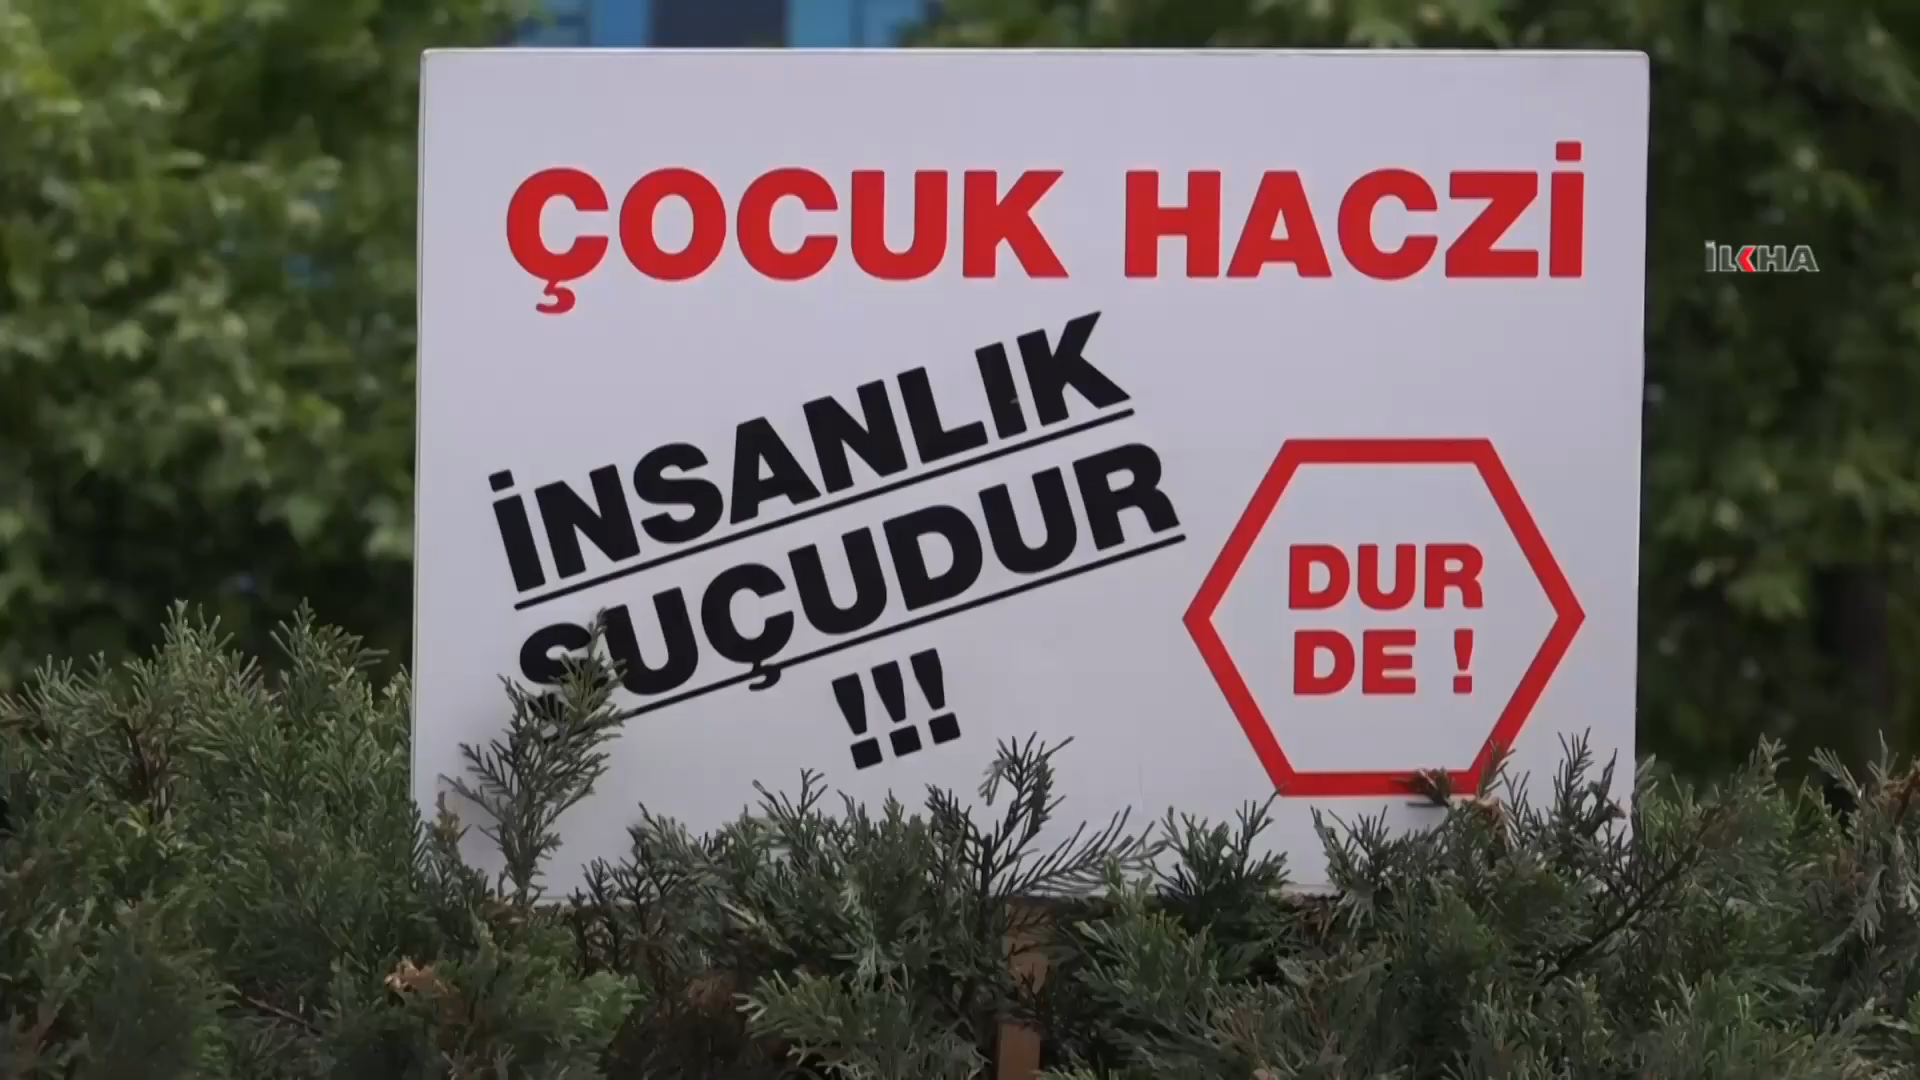 ÇOCUK HACZİ
İNSANLIK
SUÇUDUR
!!!
DUR
DE !
İLKHA